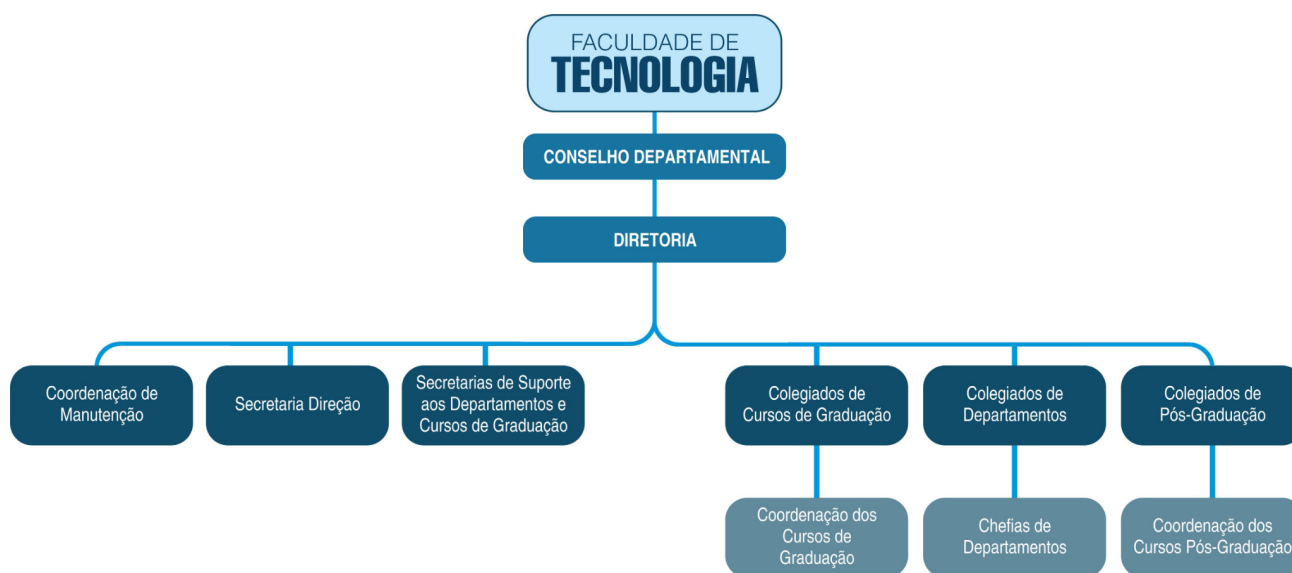 FACULDADE DE
TECNOLOGIA
CONSELHO DEPARTAMENTAL
DIRETORIA
Coordenação de
Manutenção
Secretaria Direção
Secretarias de Suporte
aos Departamentos e
Cursos de Graduação
Colegiados de
Cursos de Graduação
Colegiados de
Departamentos
Colegiados de
Pós-Graduação
Coordenação dos
Cursos de
Graduação
Chefias de
Departamentos
Coordenação dos
Cursos Pós-Graduação